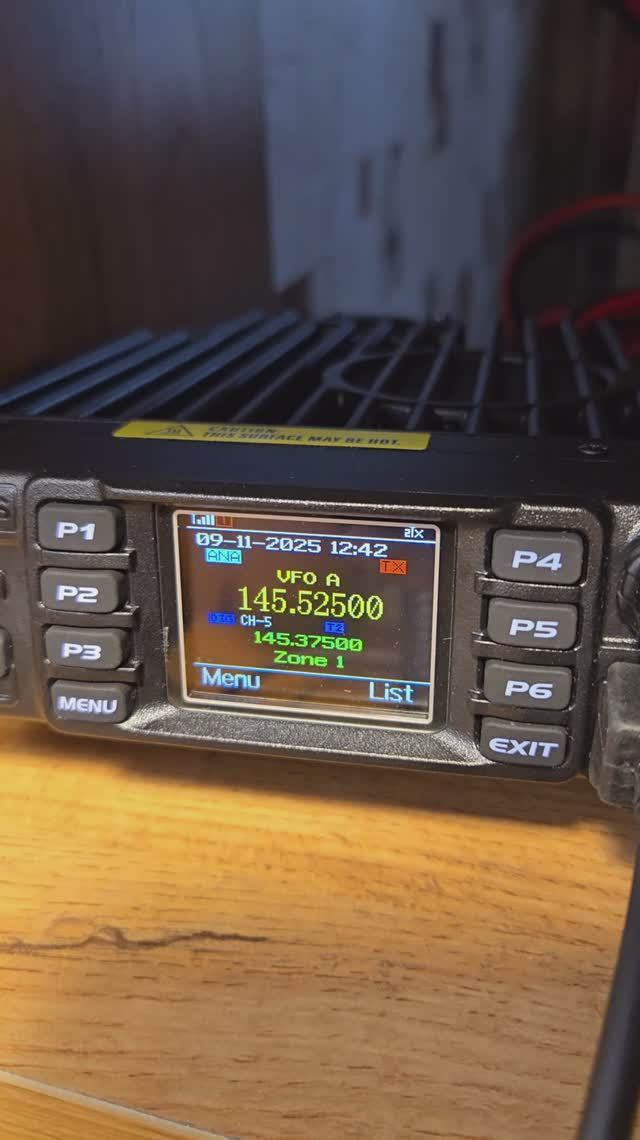 CAUTION:
THIS SURFACE MAY BE HOT.
P1
P2
P3
MENU
09-11-2025 12:42
ANA
TX
VFO A
145.52500
CH-5
T2
145.37500
Zone 1
Menu
List
P4
P5
P6
EXIT